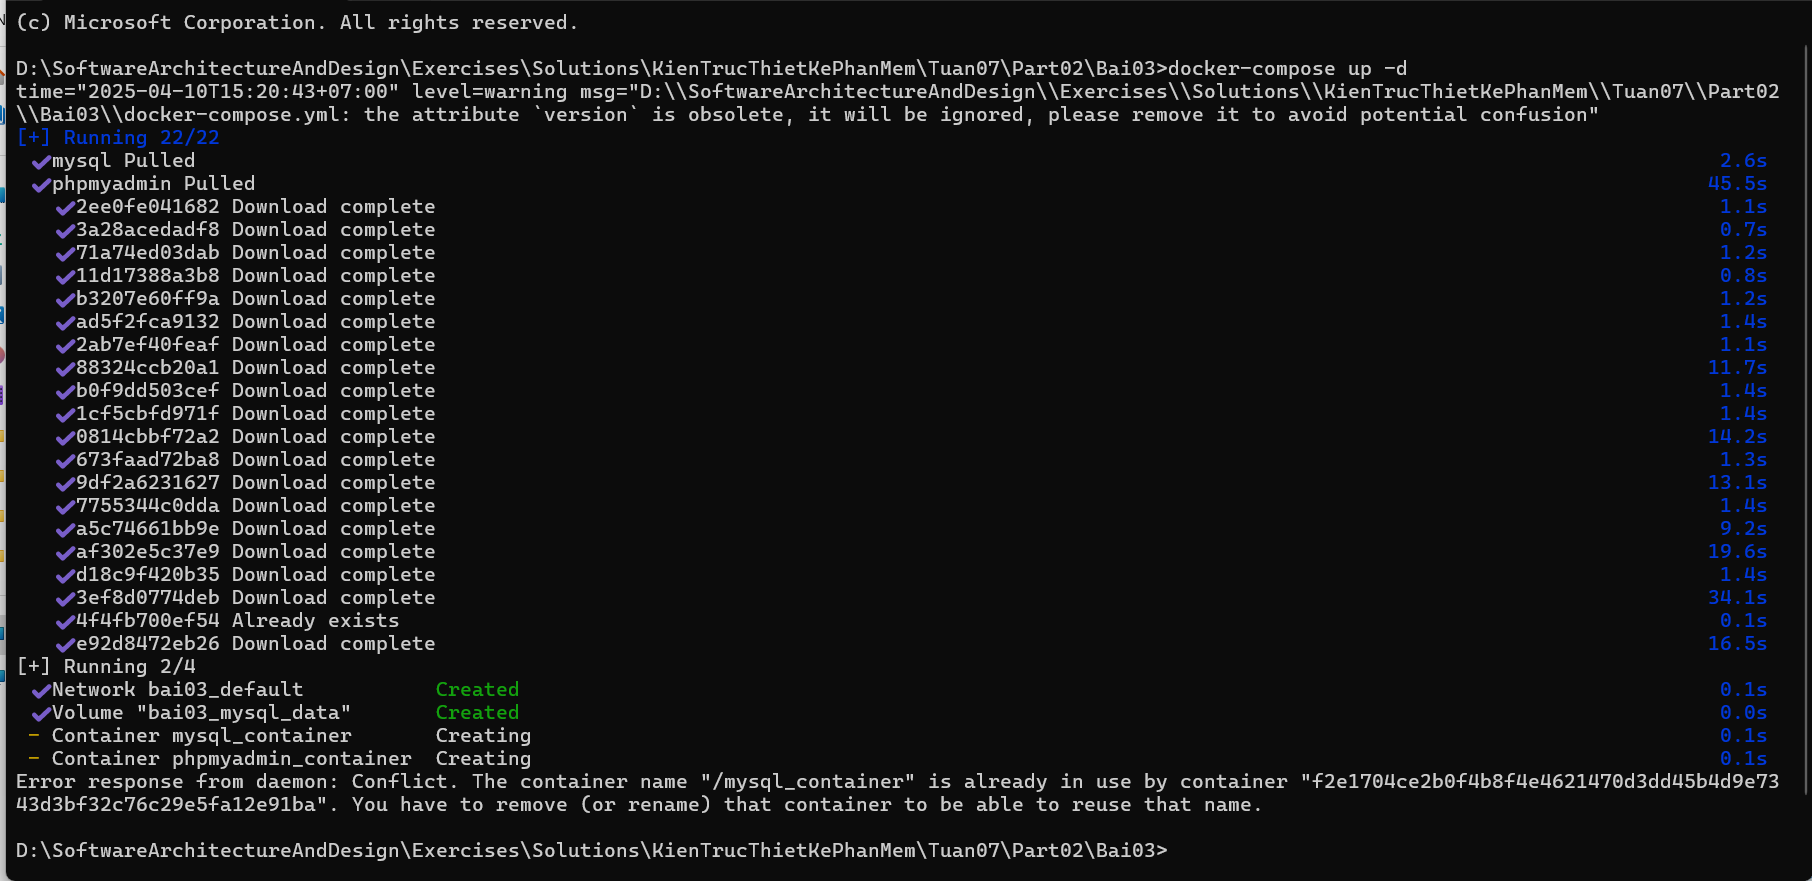 (c) Microsoft Corporation. All rights reserved.
D:\SoftwareArchitectureAndDesign\Exercises\Solutions\KienTrucThietKePhanMem\Tuan07\Part02\Bai03>docker-compose up -d
time="2025-04-10T15:20:43+07:00" level=warning msg="D:\\SoftwareArchitectureAndDesign\\Exercises\\Solutions\\KienTrucThietKePhanMem\\Tuan07\\Part02
\\Bai03\\docker-compose.yml: the attribute `version` is obsolete, it will be ignored, please remove it to avoid potential confusion"
[+] Running 22/22
✔mysql Pulled 2.6s
✔phpmyadmin Pulled 45.5s
✔2ee0fe041682 Download complete 1.1s
✔3a28acedadf8 Download complete 0.7s
✔71a74ed03dab Download complete 1.2s
✔11d17388a3b8 Download complete 0.8s
✔b3207e60ff9a Download complete 1.2s
✔ad5f2fca9132 Download complete 1.4s
✔2ab7ef40feaf Download complete 1.1s
✔88324ccb20a1 Download complete 11.7s
✔b0f9dd503cef Download complete 1.4s
✔1cf5cbfd971f Download complete 1.4s
✔0814cbbf72a2 Download complete 14.2s
✔673faad72ba8 Download complete 1.3s
✔9df2a6231627 Download complete 13.1s
✔7755344c0dda Download complete 1.4s
✔a5c74661bb9e Download complete 9.2s
✔af302e5c37e9 Download complete 19.6s
✔d18c9f420b35 Download complete 1.4s
✔3ef8d0774deb Download complete 34.1s
✔4f4fb700ef54 Already exists 0.1s
✔e92d8472eb26 Download complete 16.5s
[+] Running 2/4
✔Network bai03_default Created 0.1s
✔Volume "bai03_mysql_data" Created 0.0s
- Container mysql_container Creating 0.1s
- Container phpmyadmin_container Creating 0.1s
Error response from daemon: Conflict. The container name "/mysql_container" is already in use by container "f2e1704ce2b0f4b8f4e4621470d3dd45b4d9e73
43d3bf32c76c29e5fa12e91ba". You have to remove (or rename) that container to be able to reuse that name.
D:\SoftwareArchitectureAndDesign\Exercises\Solutions\KienTrucThietKePhanMem\Tuan07\Part02\Bai03>